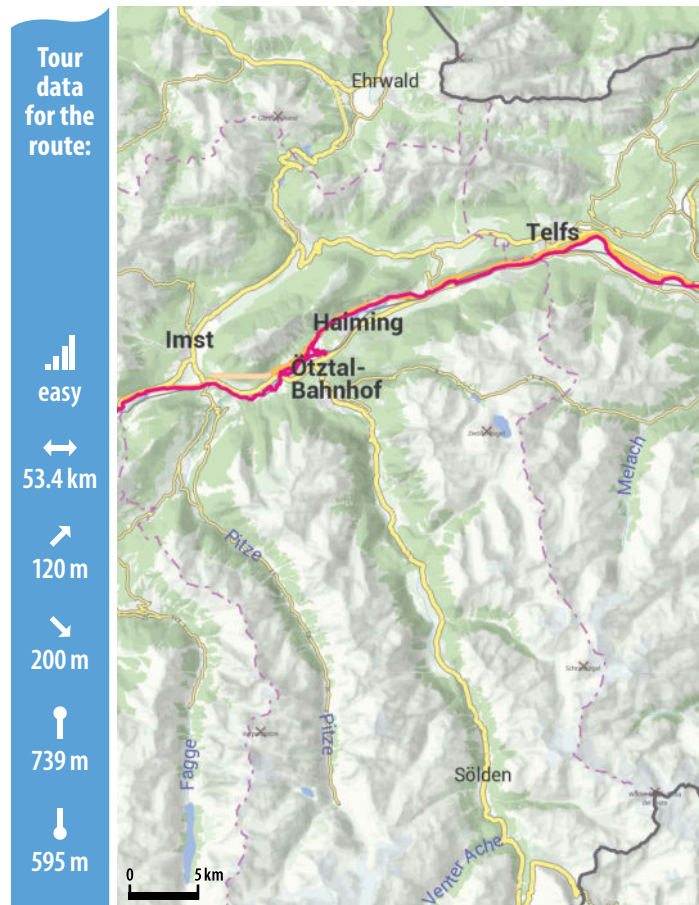 Tour
data
for the
route:
easy
53.4 km
120 m
200 m
739 m
595 m
Ehrwald
Telfs
Haiming
Imst
Ötztal-
Bahnhof
Melach
Pitze
Pitze
Fagge
Sölden
Venter Ache
0 5 km